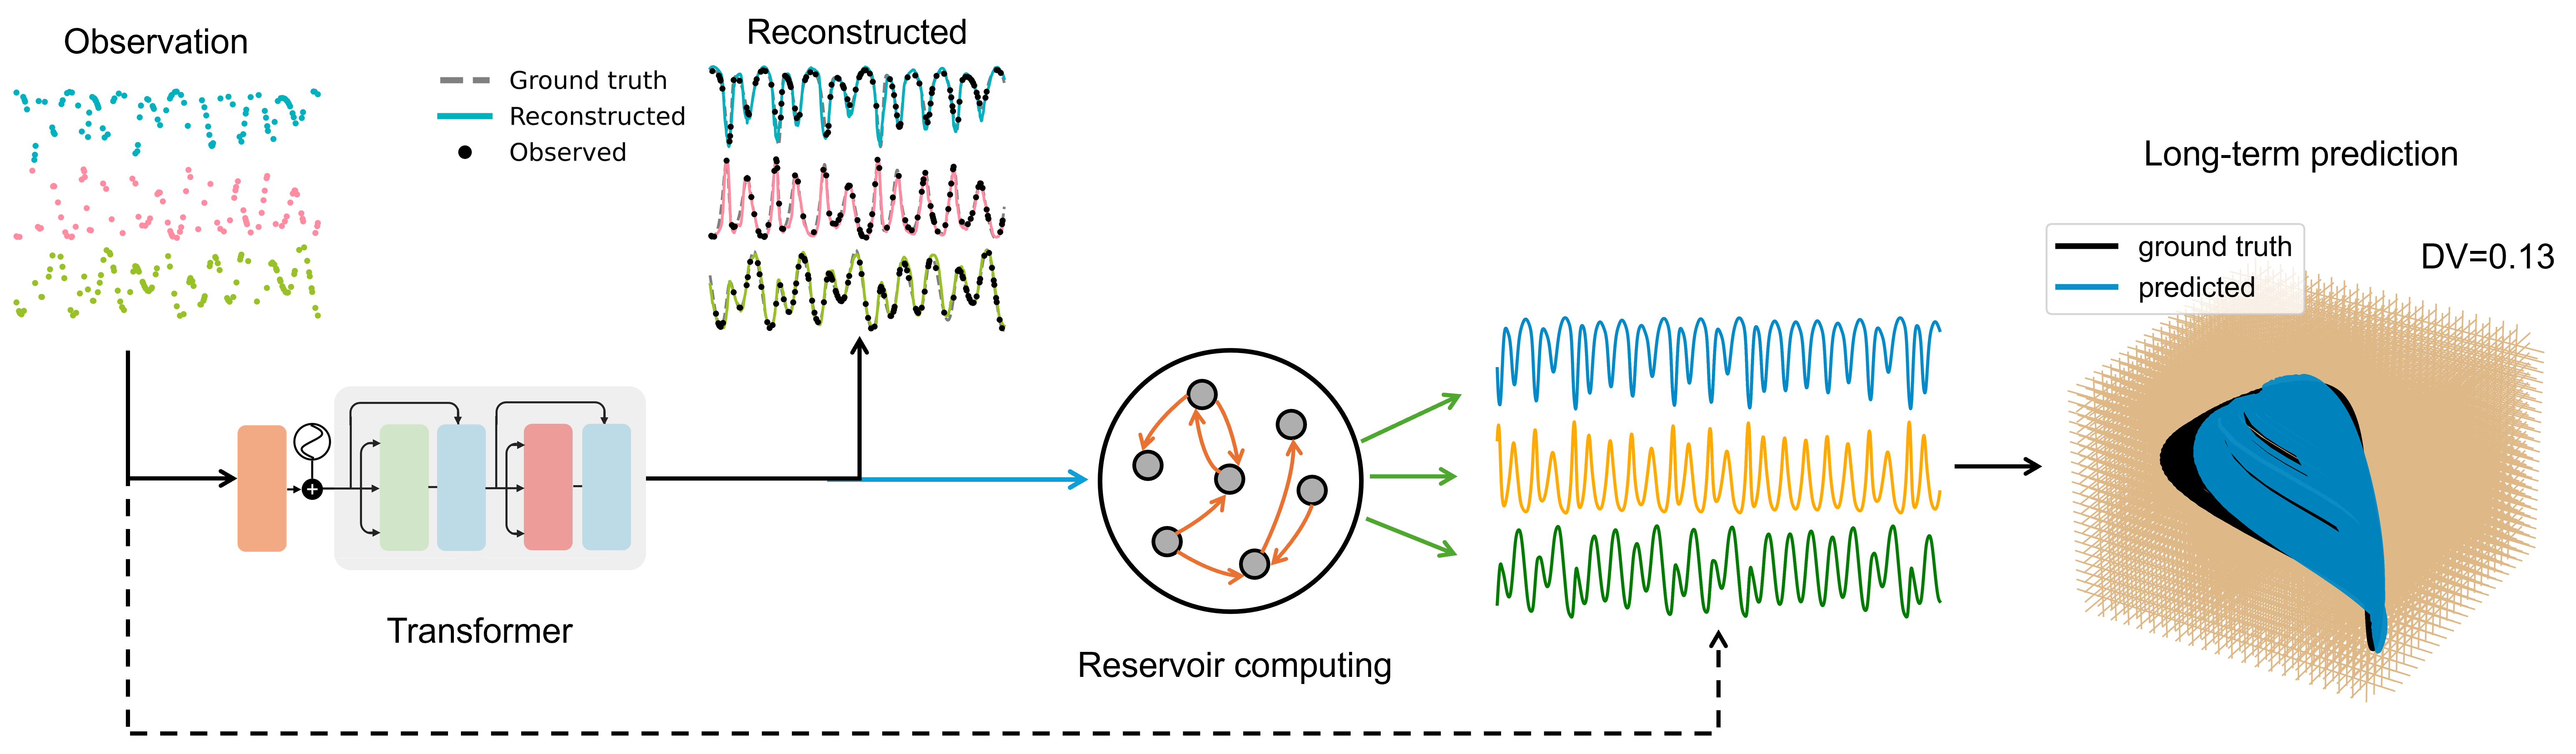 Observation
Ground truth
Reconstructed
Observed
Reconstructed
Transformer
Reservoir computing
Long-term prediction
ground truth
predicted
DV=0.13